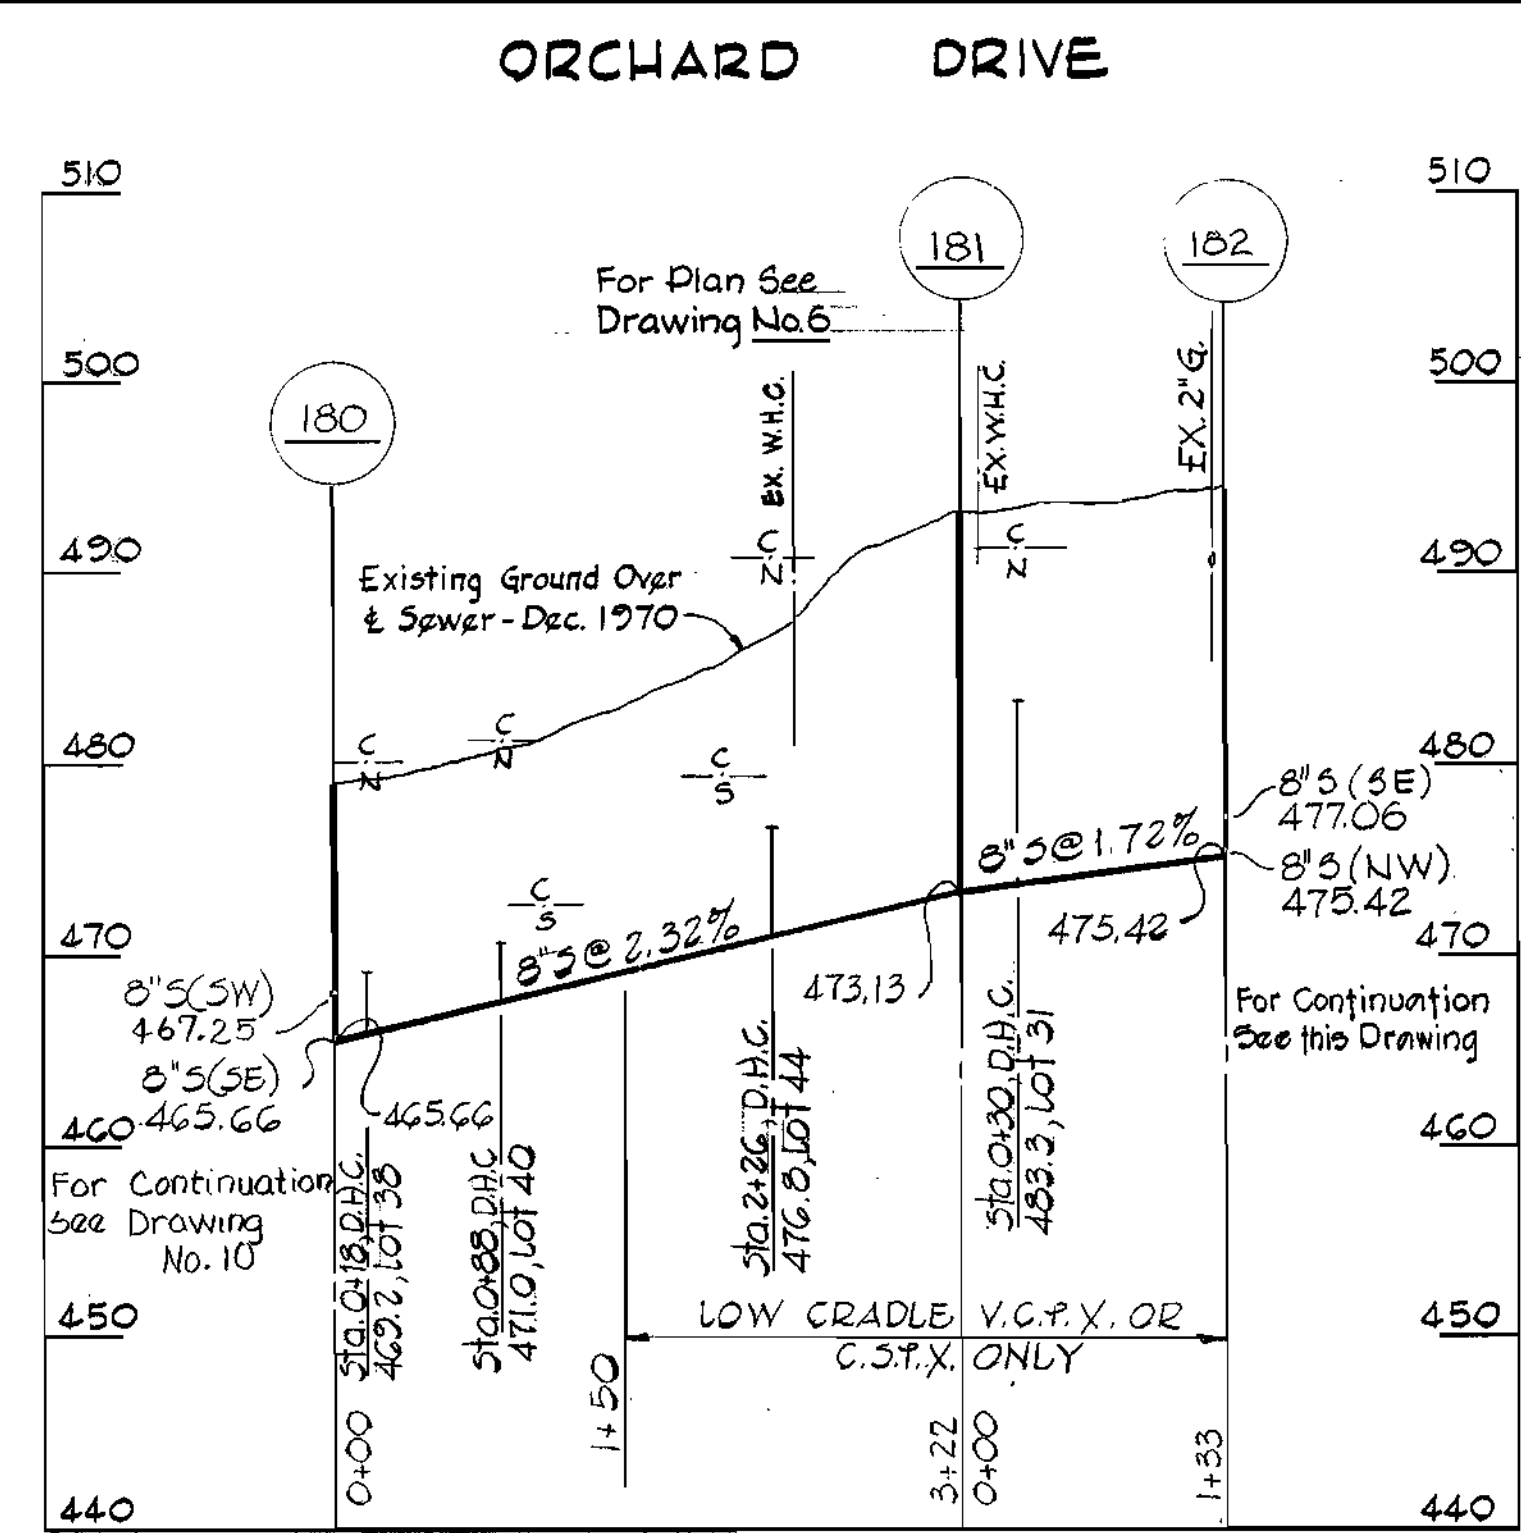 ORCHARD DRIVE
510
510
181
182
For Plan See
Drawing No.6
500
500
180
EX. W.H.C.
EX.W.H.C.
EX. 2" G.
490
490
C
N
C
N
Existing Ground Over
℄ Sewer - Dec. 1970
480
480
C
N
C
N
C
S
8"S (SE)
477.06
8"S @ 1.72%
8"S (NW)
475.42
C
S
475.42
470
470
8"S @ 2.32%
473.13
8"S (SW)
467.25
For Continuation
See this Drawing
8"S (SE)
465.66
465.66
460
460
For Continuation
See Drawing
No. 10
Sta. 0+18, D.H.C.
469.2, Lot 38
Sta. 0+88, D.H.C
471.0, Lot 40
Sta. 2+26, D.H.C.
476.8, Lot 44
Sta. 0+30, D.H.C.
483.3, Lot 31
450
450
LOW CRADLE V.C.P. X. OR
C.S.P.X. ONLY
0+00
1+50
3+22
0+00
1+33
440
440